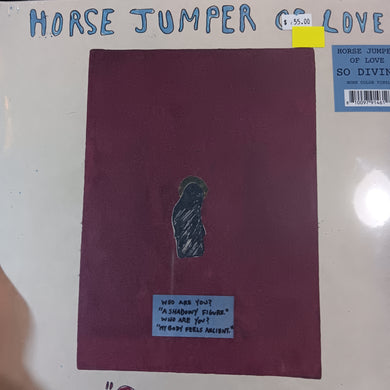 HORSE JUMPER OF LOVE
$ 55.00
HORSE JUMPE
OF LOVE
SO DIVIN
WHO ARE YOU?
"A SHADOWY FIGURE."
WHO ARE YOU?
"MY BODY FEELS ANCIENT."